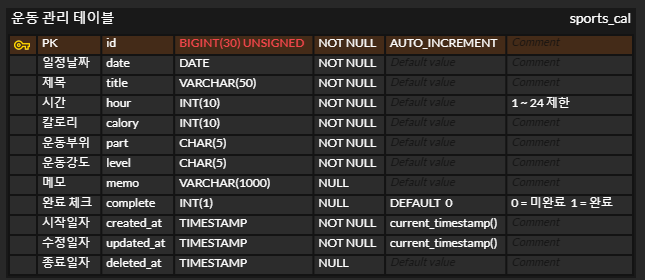 운동 관리 테이블 sports_cal
PK id BIGINT(30) UNSIGNED NOT NULL AUTO_INCREMENT Comment
일정날짜 date DATE NOT NULL Default value Comment
제목 title VARCHAR(50) NOT NULL Default value Comment
시간 hour INT(10) NOT NULL Default value 1 ~ 24 제한
칼로리 calory INT(10) NOT NULL Default value Comment
운동부위 part CHAR(5) NOT NULL Default value Comment
운동강도 level CHAR(5) NOT NULL Default value Comment
메모 memo VARCHAR(1000) NULL Default value Comment
완료 체크 complete INT(1) NULL DEFAULT 0 0 = 미완료 1 = 완료
시작일자 created_at TIMESTAMP NOT NULL current_timestamp() Comment
수정일자 updated_at TIMESTAMP NOT NULL current_timestamp() Comment
종료일자 deleted_at TIMESTAMP NULL Default value Comment